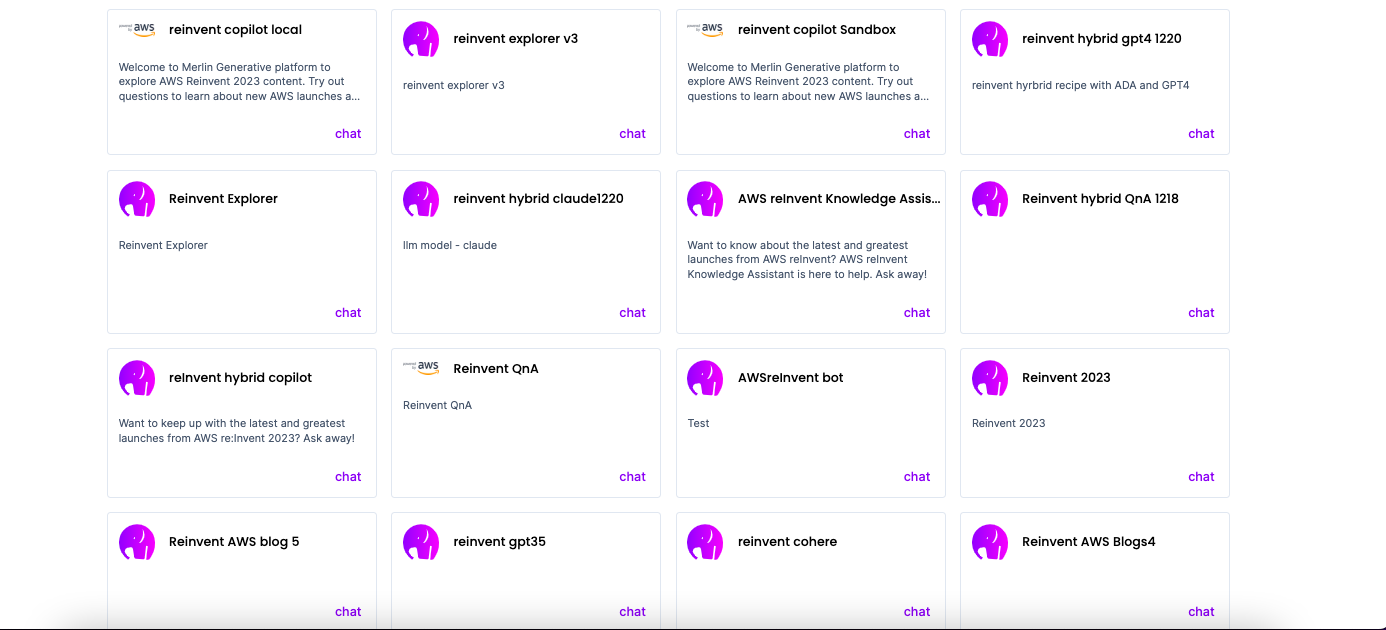 aws
reinvent copilot local
Welcome to Merlin Generative platform to
explore AWS Reinvent 2023 content. Try out
questions to learn about new AWS launches a...
chat
reinvent explorer v3
reinvent explorer v3
chat
aws
reinvent copilot Sandbox
Welcome to Merlin Generative platform to
explore AWS Reinvent 2023 content. Try out
questions to learn about new AWS launches a...
chat
reinvent hybrid gpt4 1220
reinvent hyrbrid recipe with ADA and GPT4
chat
Reinvent Explorer
Reinvent Explorer
chat
reinvent hybrid claude1220
llm model - claude
chat
AWS reInvent Knowledge Assis...
Want to know about the latest and greatest
launches from AWS reInvent? AWS reInvent
Knowledge Assistant is here to help. Ask away!
chat
Reinvent hybrid QnA 1218
chat
reInvent hybrid copilot
Want to keep up with the latest and greatest
launches from AWS re:Invent 2023? Ask away!
chat
aws
Reinvent QnA
Reinvent QnA
chat
AWSreInvent bot
Test
chat
Reinvent 2023
Reinvent 2023
chat
Reinvent AWS blog 5
chat
reinvent gpt35
chat
reinvent cohere
chat
Reinvent AWS Blogs4
chat